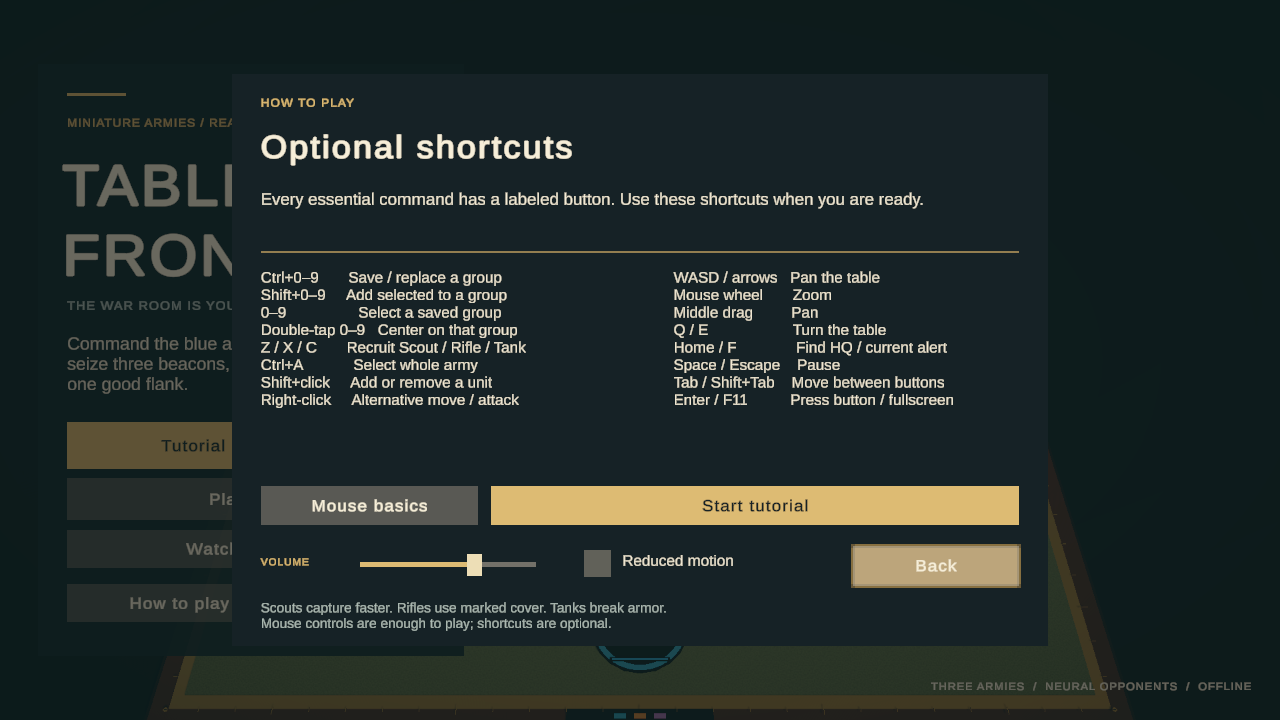 MINIATURE ARMIES / REA
TABLE
FRON
THE WAR ROOM IS YOU
Command the blue a
seize three beacons,
one good flank.
Tutorial
Pla
Watch
How to play
HOW TO PLAY
Optional shortcuts
Every essential command has a labeled button. Use these shortcuts when you are ready.
Ctrl+0–9 Save / replace a group
Shift+0–9 Add selected to a group
0–9 Select a saved group
Double-tap 0–9 Center on that group
Z / X / C Recruit Scout / Rifle / Tank
Ctrl+A Select whole army
Shift+click Add or remove a unit
Right-click Alternative move / attack
WASD / arrows Pan the table
Mouse wheel Zoom
Middle drag Pan
Q / E Turn the table
Home / F Find HQ / current alert
Space / Escape Pause
Tab / Shift+Tab Move between buttons
Enter / F11 Press button / fullscreen
Mouse basics
Start tutorial
VOLUME
Reduced motion
Back
Scouts capture faster. Rifles use marked cover. Tanks break armor.
Mouse controls are enough to play; shortcuts are optional.
THREE ARMIES / NEURAL OPPONENTS / OFFLINE